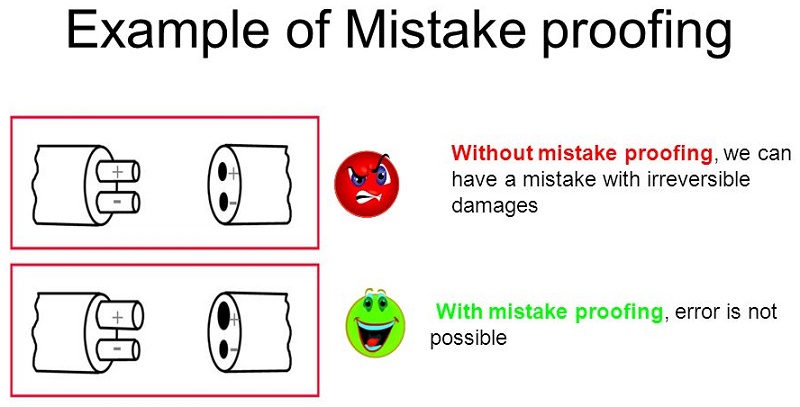 Example of Mistake proofing
+
-
+
-
Without mistake proofing, we can
have a mistake with irreversible
damages
+
-
+
-
With mistake proofing, error is not
possible